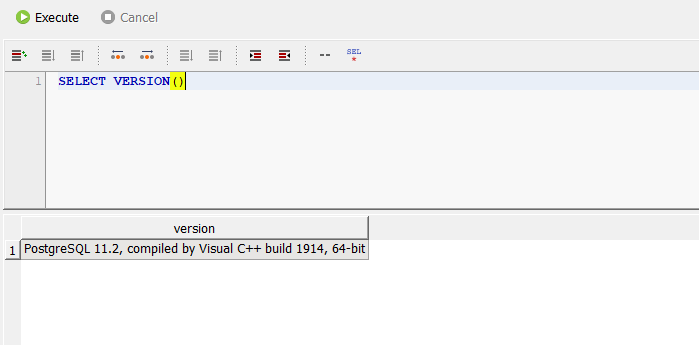 Execute Cancel
-- SEL
*
1 SELECT VERSION()
version
1 PostgreSQL 11.2, compiled by Visual C++ build 1914, 64-bit